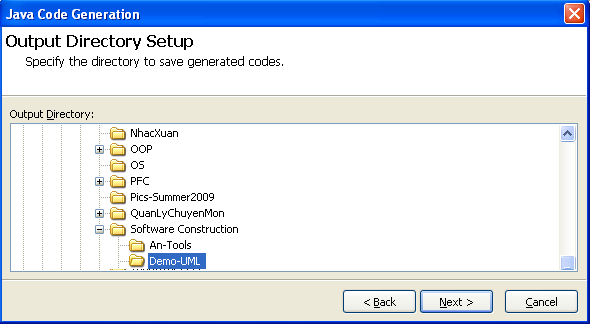 Java Code Generation
Output Directory Setup
Specify the directory to save generated codes.
Output Directory:
NhacXuan
OOP
OS
PFC
Pics-Summer2009
QuanLyChuyenMon
Software Construction
An-Tools
Demo-UML
< Back Next > Cancel